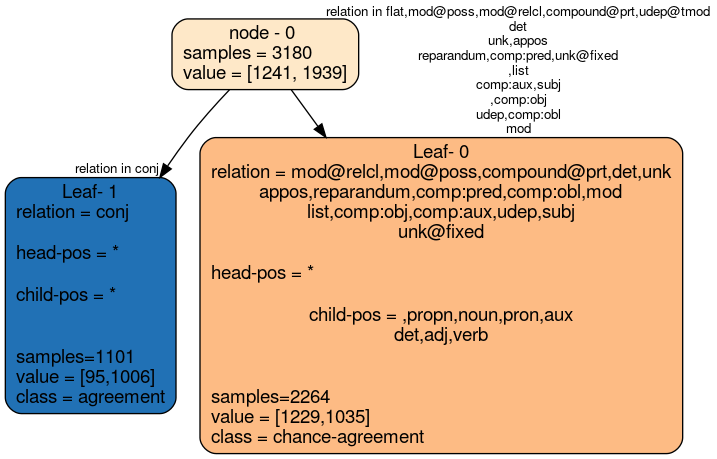 node - 0
samples = 3180
value = [1241, 1939]
relation in flat,mod@poss,mod@relcl,compound@prt,udep@tmod
det
unk,appos
reparandum,comp:pred,unk@fixed
,list
comp:aux,subj
,comp:obj
udep,comp:obl
mod
relation in conj
Leaf- 1
relation = conj
head-pos = *
child-pos = *
samples=1101
value = [95,1006]
class = agreement
Leaf- 0
relation = mod@relcl,mod@poss,compound@prt,det,unk
appos,reparandum,comp:pred,comp:obl,mod
list,comp:obj,comp:aux,udep,subj
unk@fixed
head-pos = *
child-pos = ,propn,noun,pron,aux
det,adj,verb
samples=2264
value = [1229,1035]
class = chance-agreement